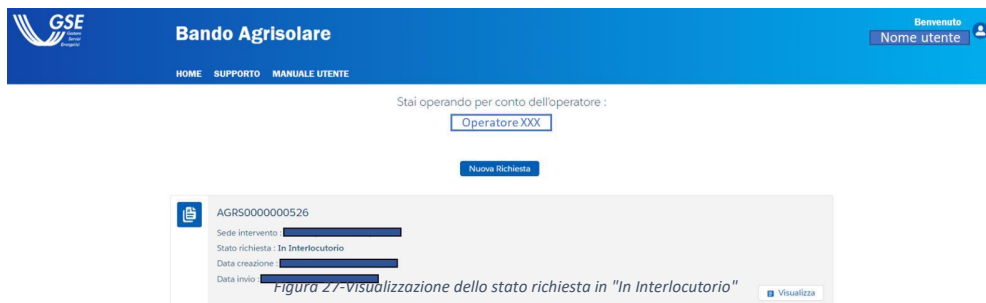 GSE
Gestore
Servizi
Energetici
Bando Agrisolare
Benvenuto
Nome utente
HOME SUPPORTO MANUALE UTENTE
Stai operando per conto dell'operatore :
Operatore XXX
Nuova Richiesta
AGRS0000000526
Sede intervento :
Stato richiesta : In Interlocutorio
Data creazione :
Data invio :
Figura 27-Visualizzazione dello stato richiesta in "In Interlocutorio"
Visualizza